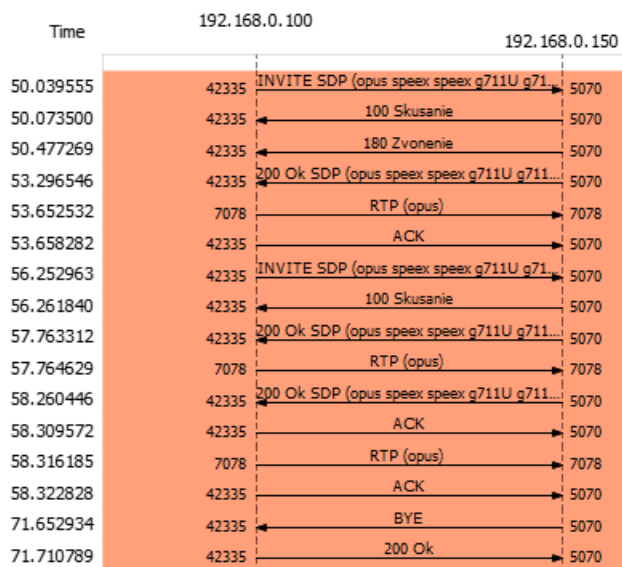 Time
192.168.0.100
192.168.0.150
50.039555 42335 INVITE SDP (opus speex speex g711U g71... 5070
50.073500 42335 100 Skusanie 5070
50.477269 42335 180 Zvonenie 5070
53.296546 42335 200 Ok SDP (opus speex speex g711U g711... 5070
53.652532 7078 RTP (opus) 7078
53.658282 42335 ACK 5070
56.252963 42335 INVITE SDP (opus speex speex g711U g71... 5070
56.261840 42335 100 Skusanie 5070
57.763312 42335 200 Ok SDP (opus speex speex g711U g711... 5070
57.764629 7078 RTP (opus) 7078
58.260446 42335 200 Ok SDP (opus speex speex g711U g711... 5070
58.309572 42335 ACK 5070
58.316185 7078 RTP (opus) 7078
58.322828 42335 ACK 5070
71.652934 42335 BYE 5070
71.710789 42335 200 Ok 5070